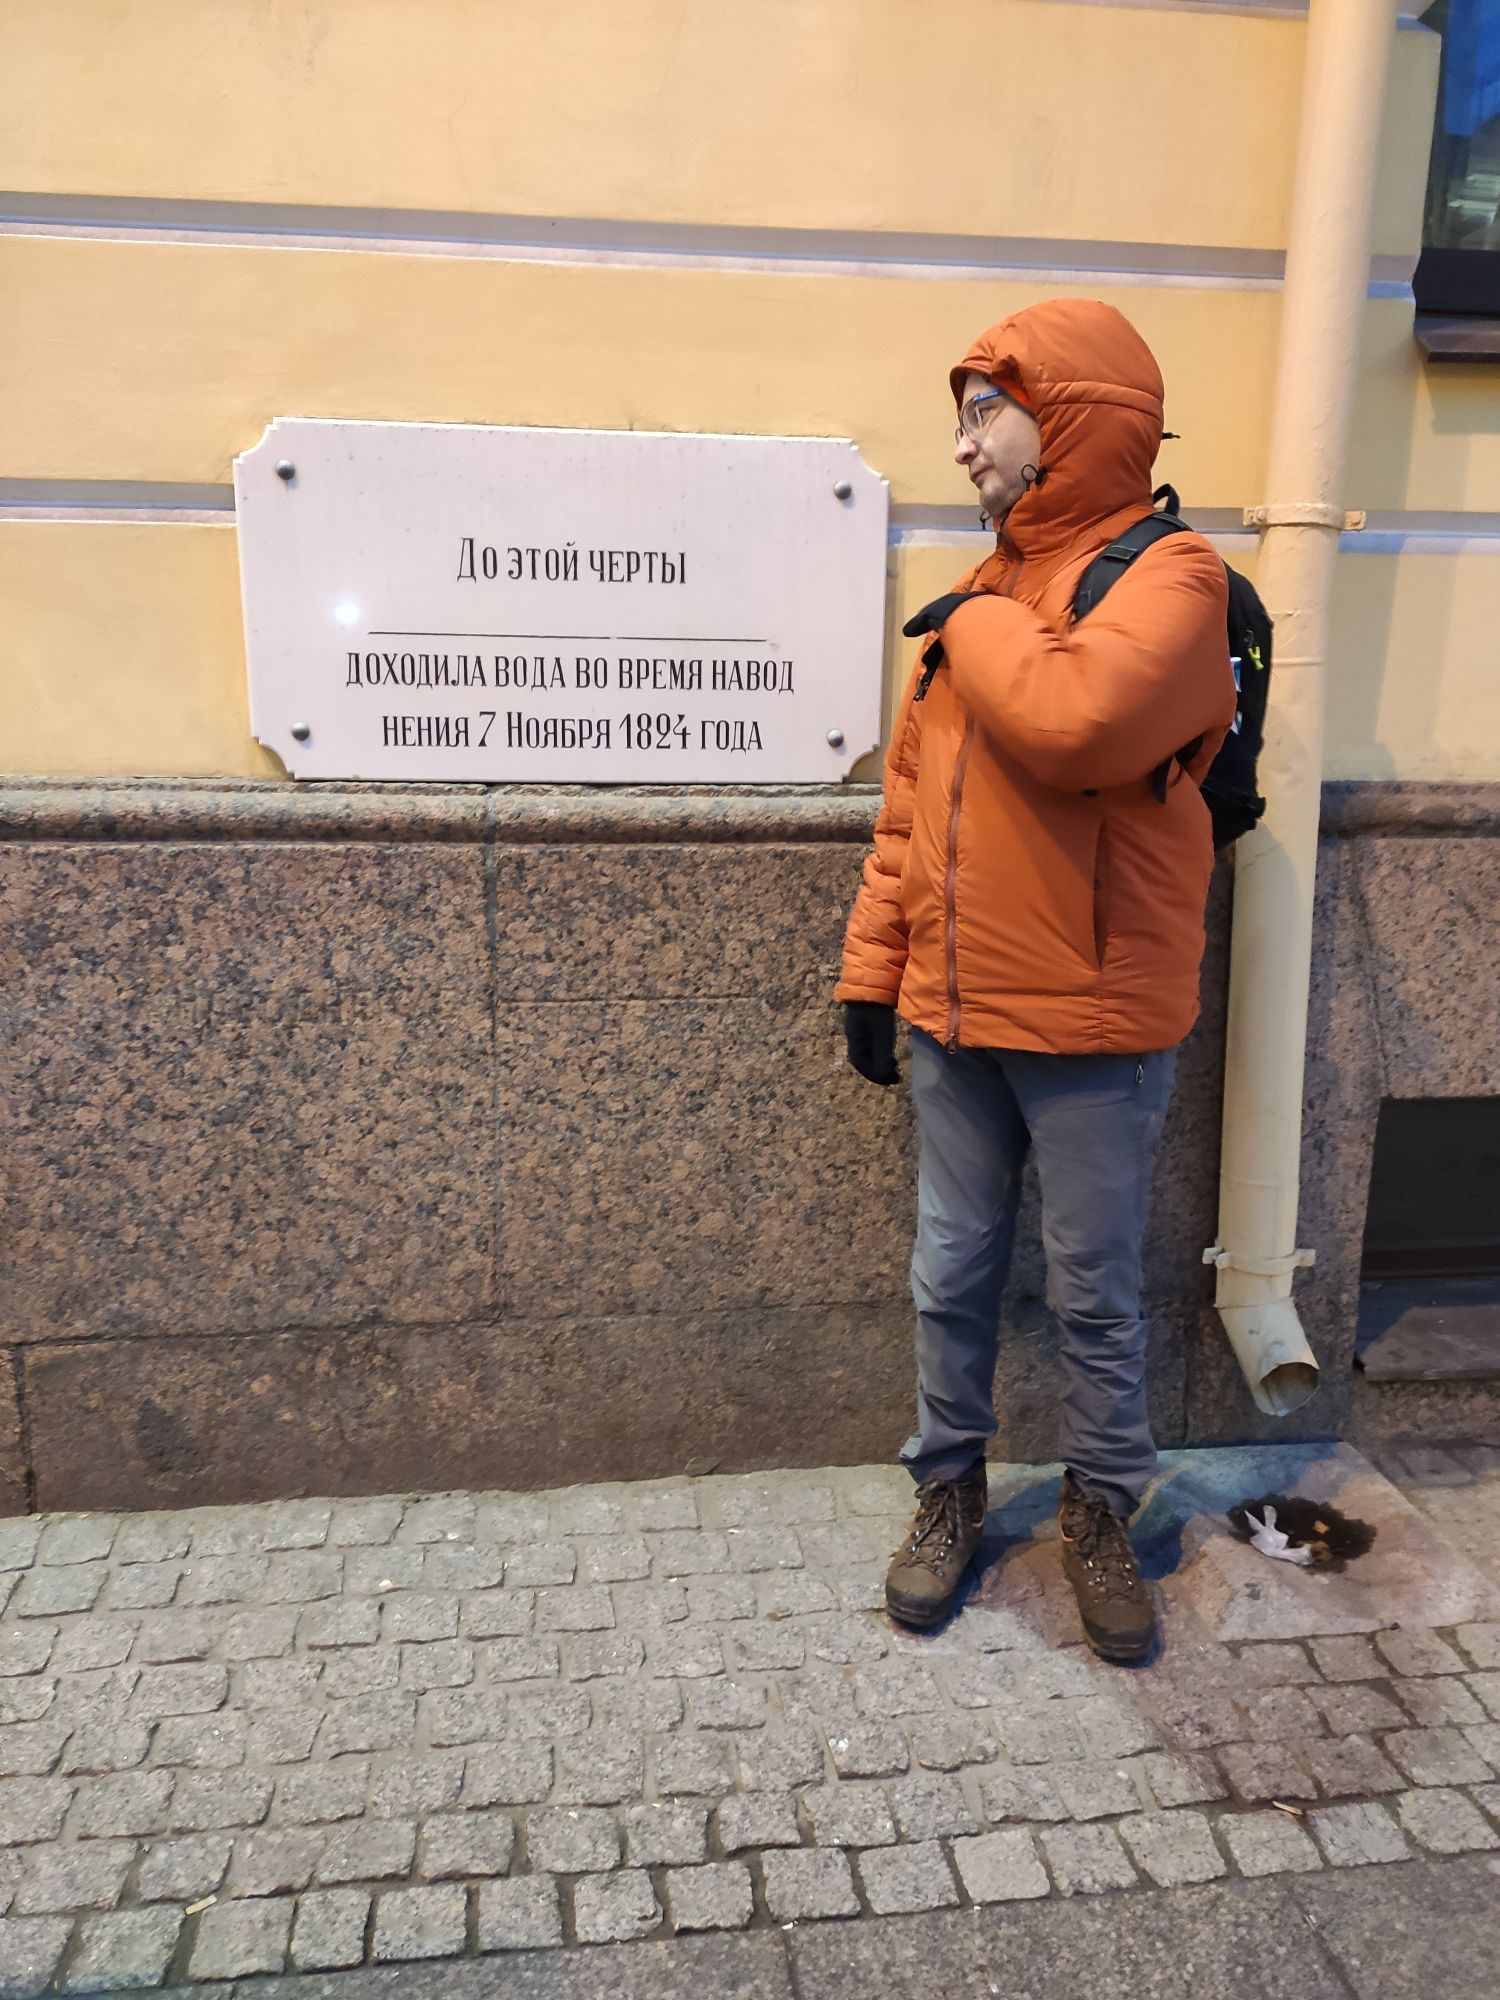 До этой черты
доходила вода во время навод
нения 7 Ноября 1824 года